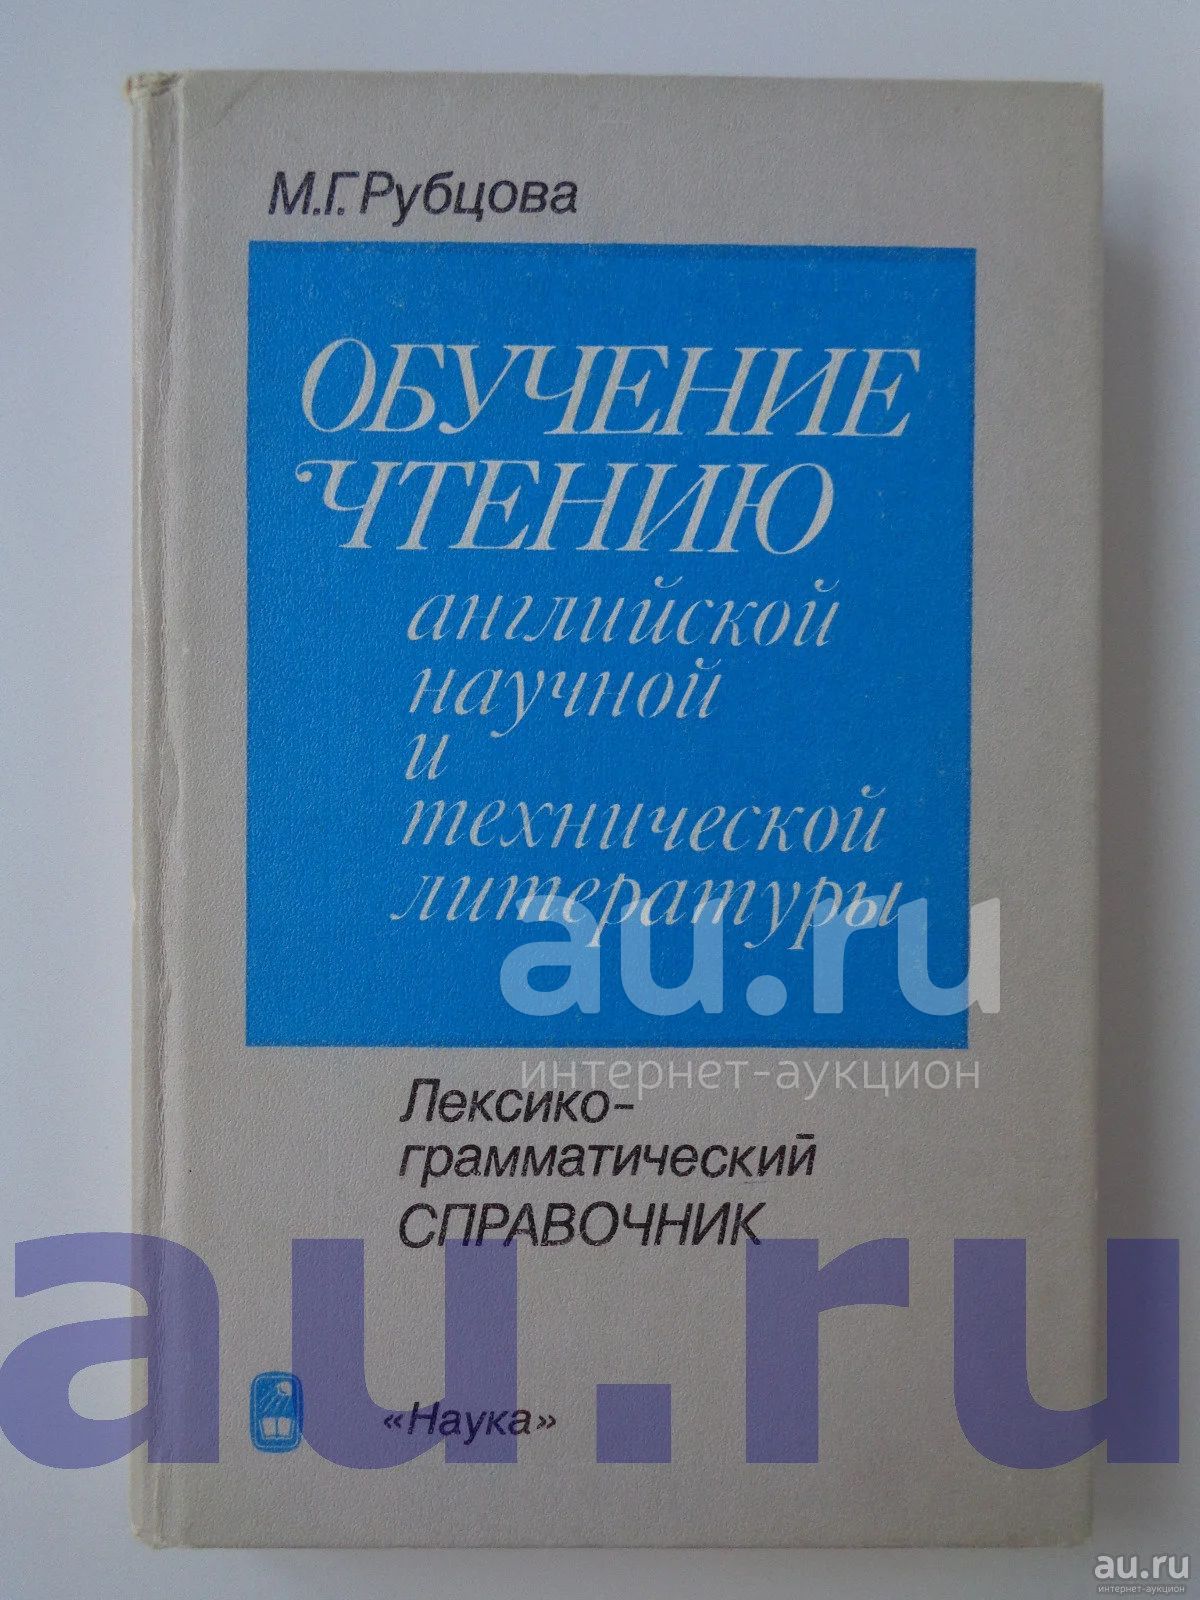 М.Г.Рубцова
ОБУЧЕНИЕ
ЧТЕНИЮ
английской
научной
и
технической
литературы
au.ru
интернет-аукцион
Лексико-
грамматический
СПРАВОЧНИК
au.ru
«Наука»
au.ru
интернет-аукцион